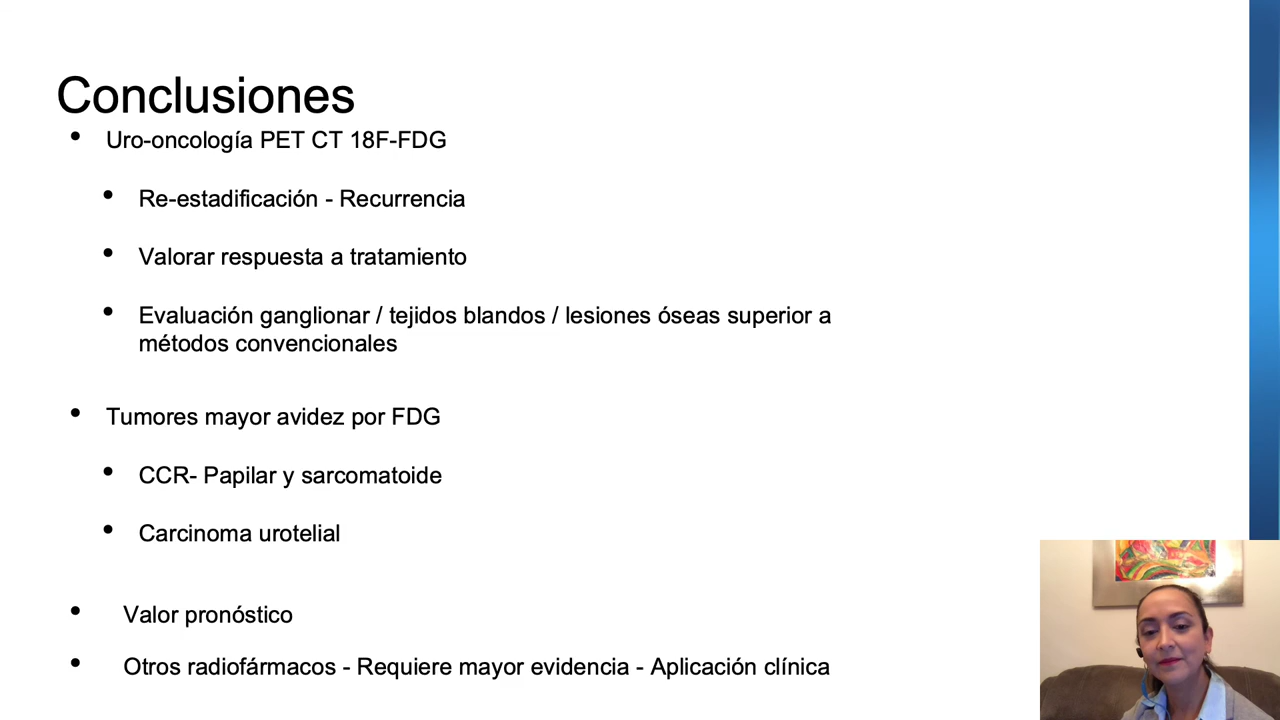 Conclusiones
• Uro-oncología PET CT 18F-FDG
• Re-estadificación - Recurrencia
• Valorar respuesta a tratamiento
• Evaluación ganglionar / tejidos blandos / lesiones óseas superior a
métodos convencionales
• Tumores mayor avidez por FDG
• CCR- Papilar y sarcomatoide
• Carcinoma urotelial
• Valor pronóstico
• Otros radiofármacos - Requiere mayor evidencia - Aplicación clínica